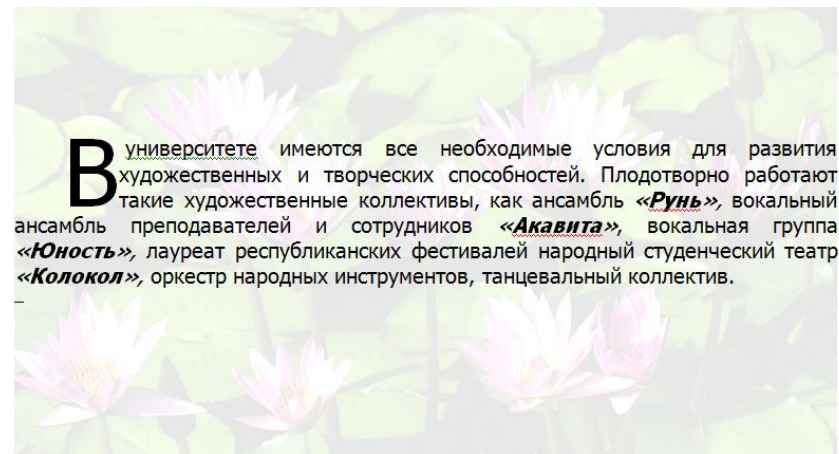 В университете имеются все необходимые условия для развития
художественных и творческих способностей. Плодотворно работают
такие художественные коллективы, как ансамбль «Рунь», вокальный
ансамбль преподавателей и сотрудников «Акавита», вокальная группа
«Юность», лауреат республиканских фестивалей народный студенческий театр
«Колокол», оркестр народных инструментов, танцевальный коллектив.